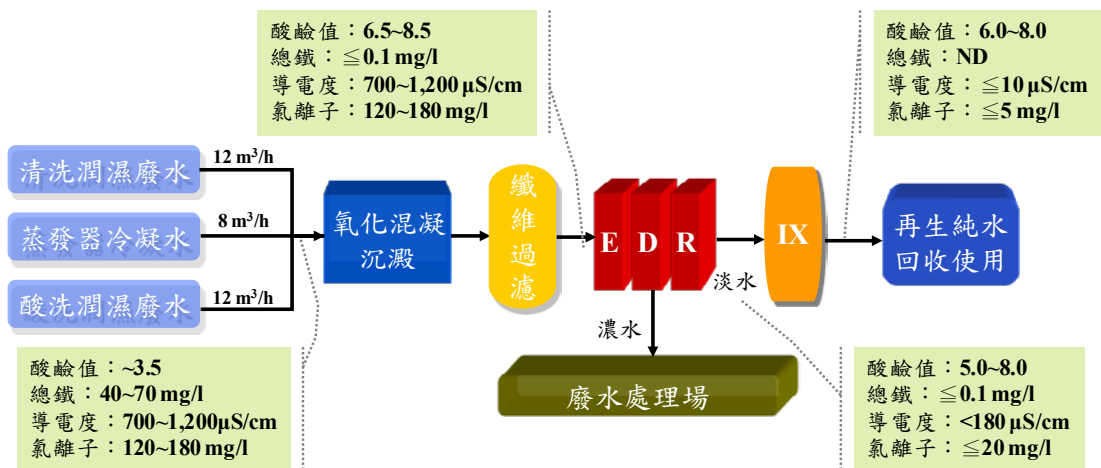 酸鹼值：6.5~8.5
總鐵：≦0.1 mg/l
導電度：700~1,200 μS/cm
氯離子：120~180 mg/l
酸鹼值：6.0~8.0
總鐵：ND
導電度：≦10 μS/cm
氯離子：≦5 mg/l
清洗潤濕廢水
12 m³/h
蒸發器冷凝水
8 m³/h
酸洗潤濕廢水
12 m³/h
氧化混凝
沉澱
纖
維
過
濾
E D R
淡水
濃水
IX
再生純水
回收使用
廢水處理場
酸鹼值：~3.5
總鐵：40~70 mg/l
導電度：700~1,200μS/cm
氯離子：120~180 mg/l
酸鹼值：5.0~8.0
總鐵：≦0.1 mg/l
導電度：<180 μS/cm
氯離子：≦20 mg/l